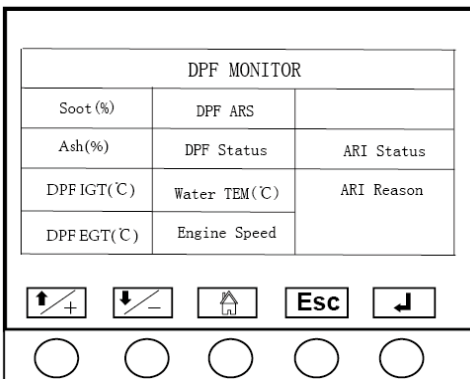 DPF MONITOR
Soot(%) DPF ARS
Ash(%) DPF Status ARI Status
DPF IGT(℃) Water TEM(℃) ARI Reason
DPF EGT(℃) Engine Speed
+ − Esc